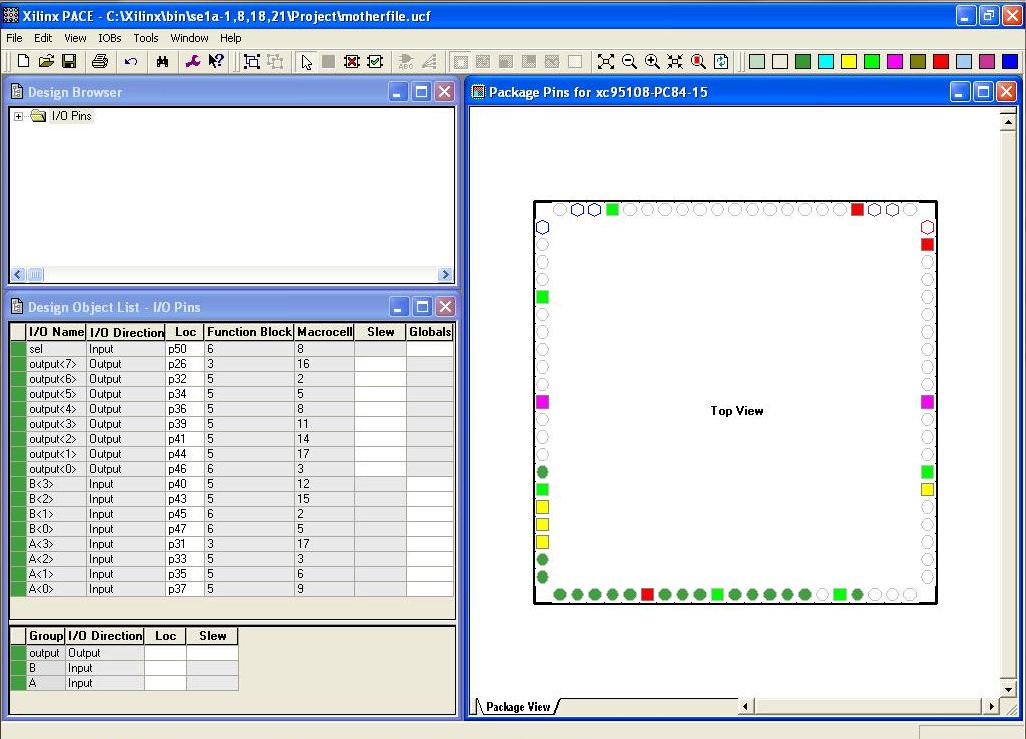 Xilinx PACE - C:\Xilinx\bin\se1a-1,8,18,21\Project\motherfile.ucf
File Edit View IOBs Tools Window Help
Design Browser
I/O Pins
Design Object List - I/O Pins
I/O Name I/O Direction Loc Function Block Macrocell Slew Globals
sel Input p50 6 8
output<7> Output p26 3 16
output<6> Output p32 5 2
output<5> Output p34 5 5
output<4> Output p36 5 8
output<3> Output p39 5 11
output<2> Output p41 5 14
output<1> Output p44 5 17
output<0> Output p46 6 3
B<3> Input p40 5 12
B<2> Input p43 5 15
B<1> Input p45 6 2
B<0> Input p47 6 5
A<3> Input p31 3 17
A<2> Input p33 5 3
A<1> Input p35 5 6
A<0> Input p37 5 9
Group I/O Direction Loc Slew
output Output
B Input
A Input
Package Pins for xc95108-PC84-15
Top View
Package View